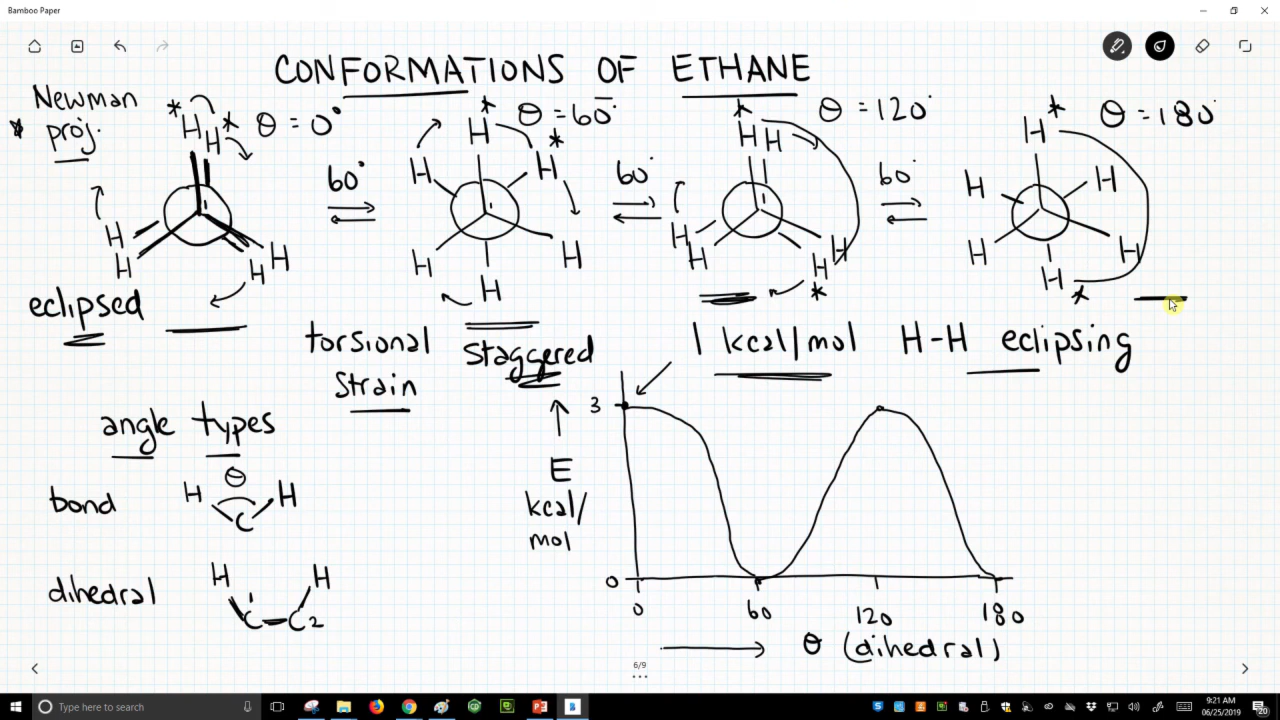 Bamboo Paper
CONFORMATIONS OF ETHANE
Newman
proj.
* H H * θ = 0°
H H H H
eclipsed
60°
* θ = 60°
H H * H
H H H
staggered
torsional
strain
60°
* θ = 120°
H H
H H H H
*
60°
* θ = 180°
H
H H
H H
H *
1 kcal/mol H-H eclipsing
angle types
θ
bond H H
C
dihedral H H
1
C C2
3
E
kcal/
mol
0
0 60 120 180
θ (dihedral)
6/9
Type here to search
9:21 AM
06/25/2019
20